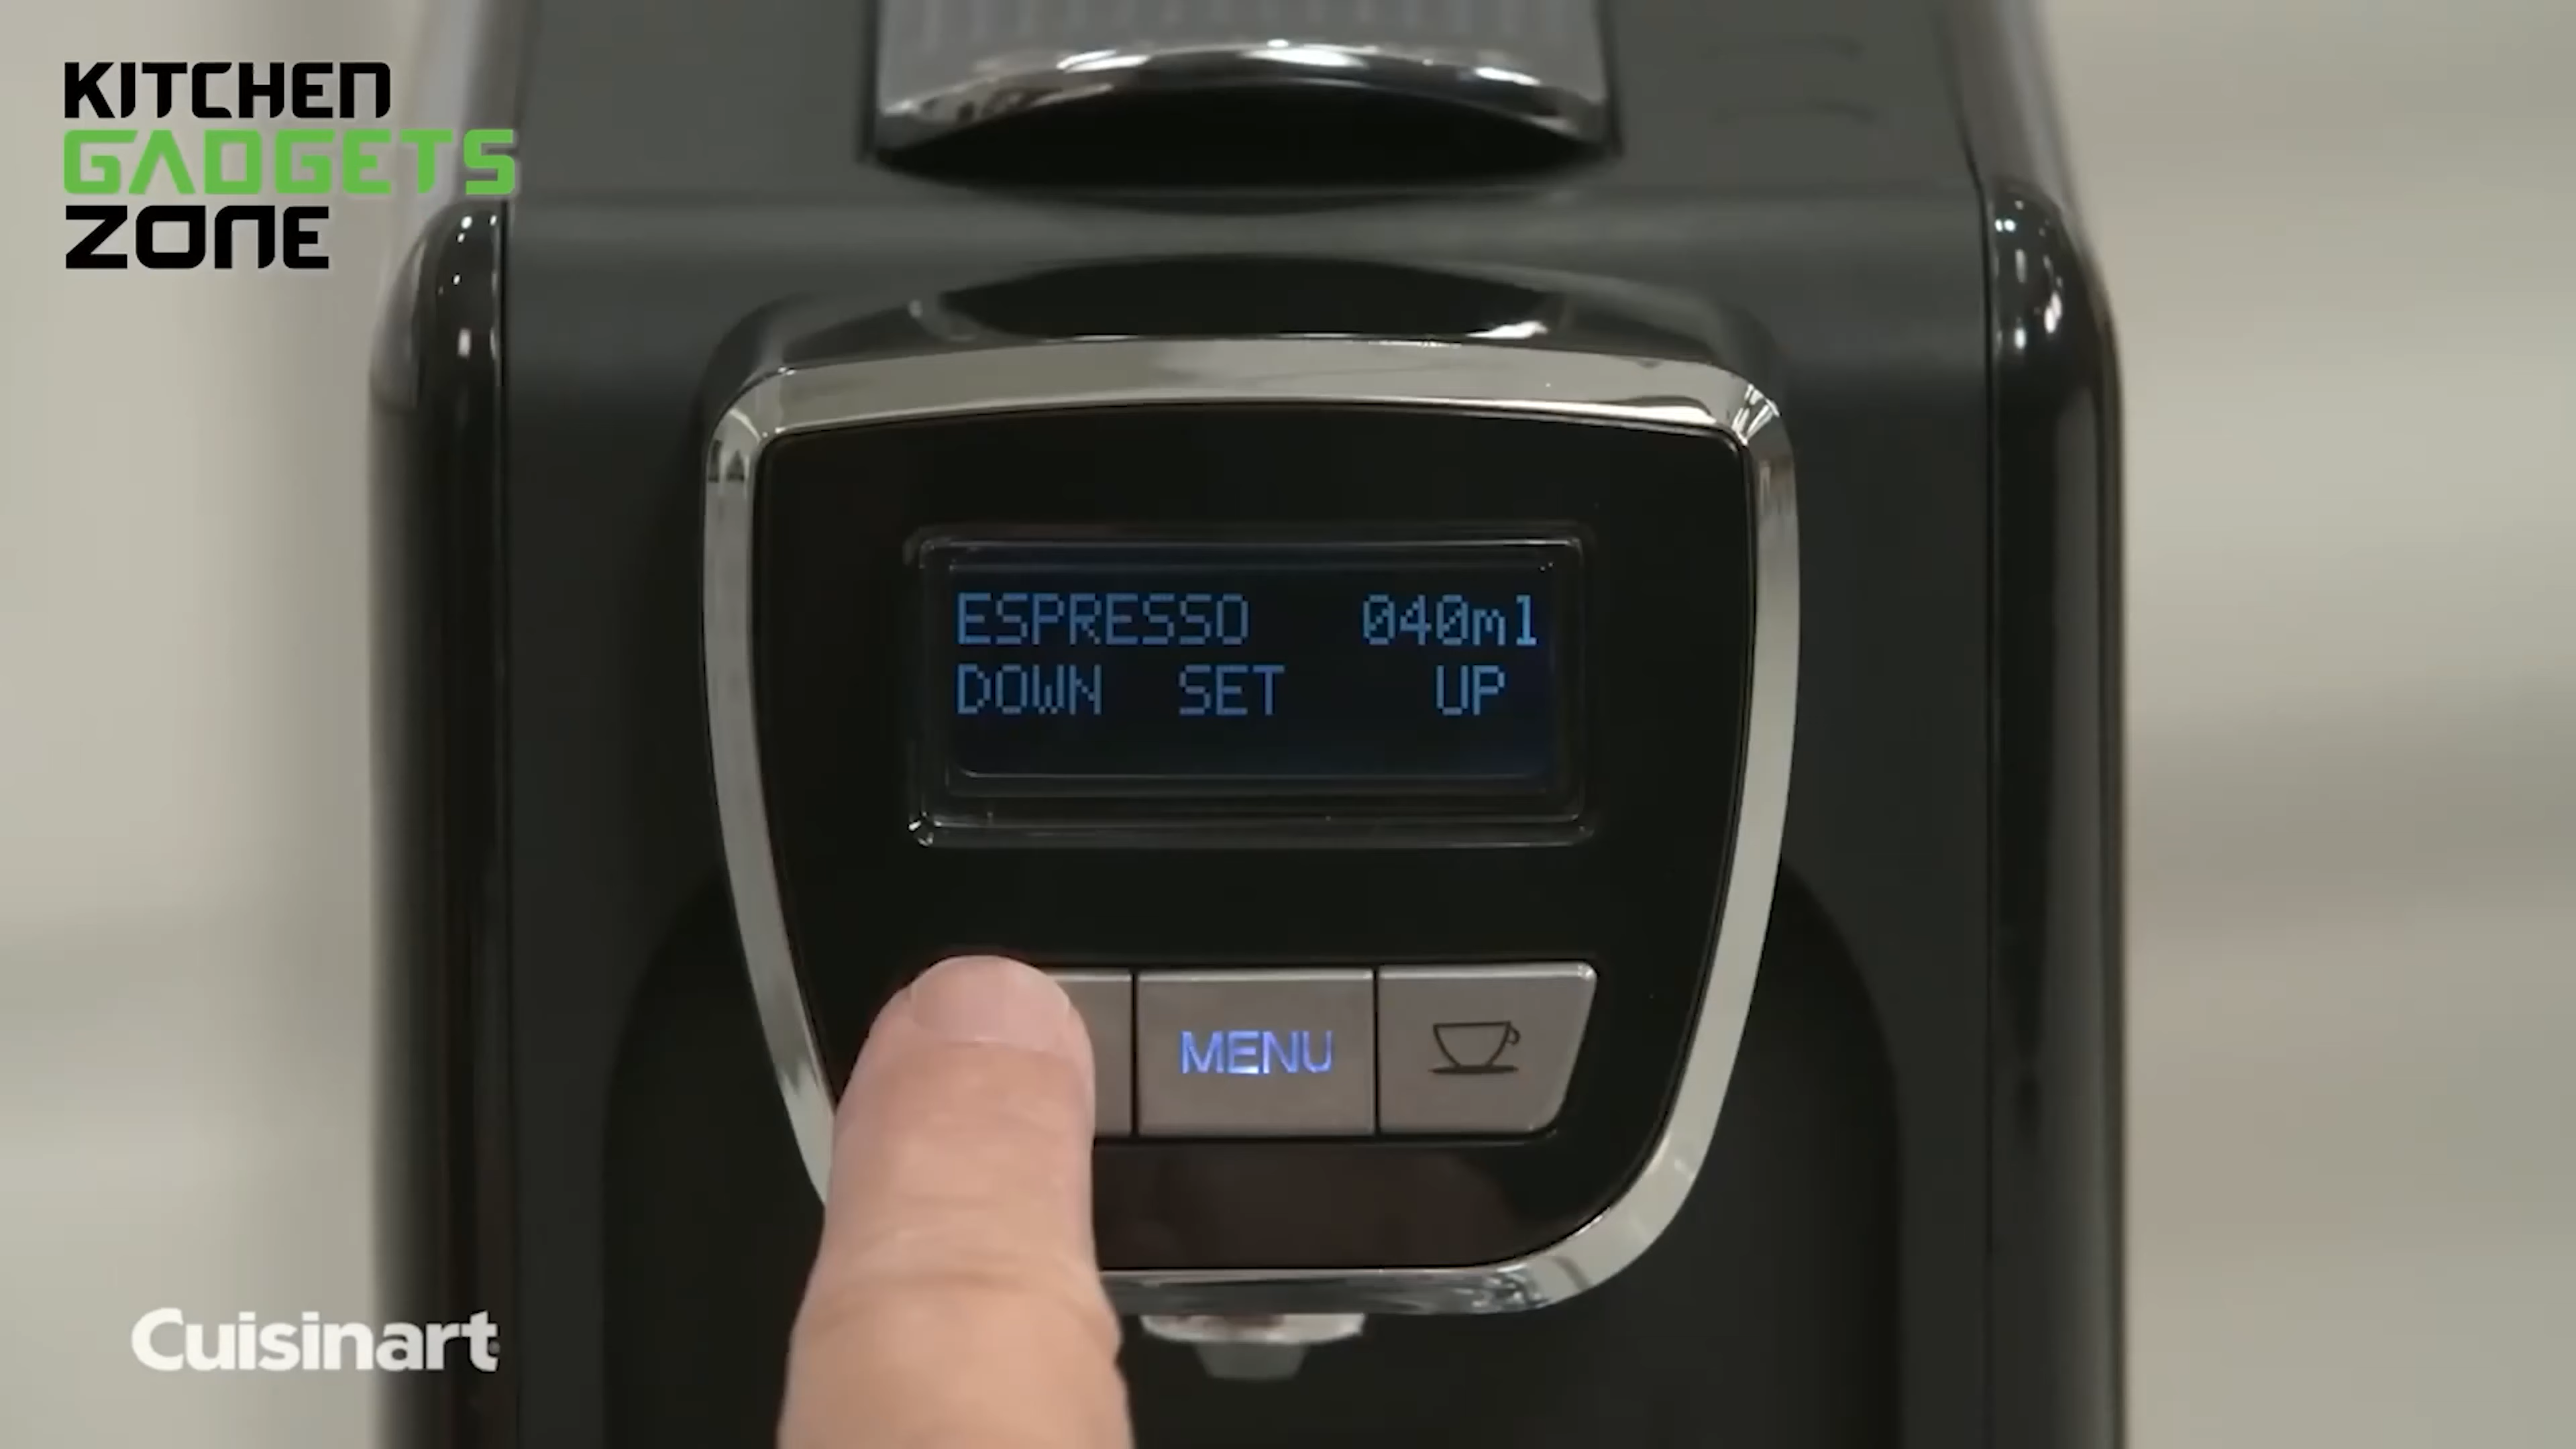 KITCHEN
GADGETS
ZONE
ESPRESSO 040ml
DOWN SET UP
MENU
Cuisinart